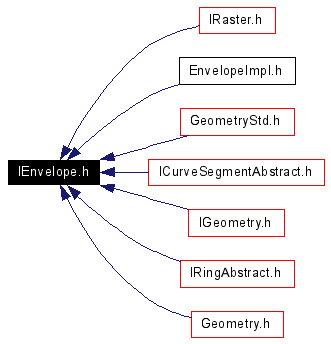 IRaster.h
EnvelopeImpl.h
GeometryStd.h
IEnvelope.h
ICurveSegmentAbstract.h
IGeometry.h
IRingAbstract.h
Geometry.h